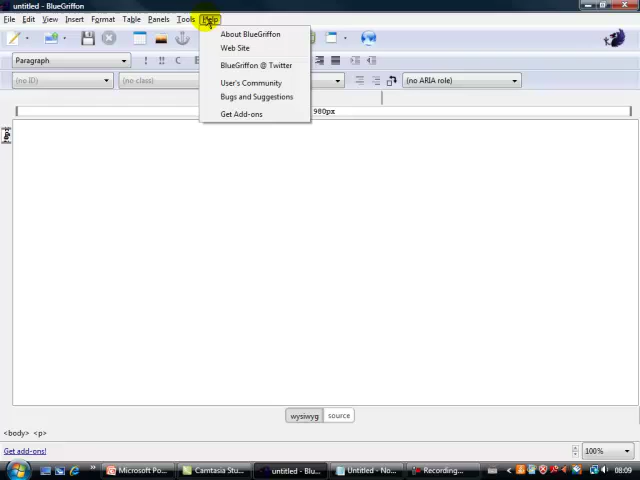 untitled - BlueGriffon
File Edit View Insert Format Table Panels Tools Help
About BlueGriffon
Web Site
BlueGriffon @ Twitter
User's Community
Bugs and Suggestions
Get Add-ons
Paragraph
(no ID) (no class) (no ARIA role)
980px
wysiwyg source
<body> <p>
Get add-ons! 100%
Microsoft Po... Camtasia Stu... untitled - Blu... Untitled - No... Recording... 08:09